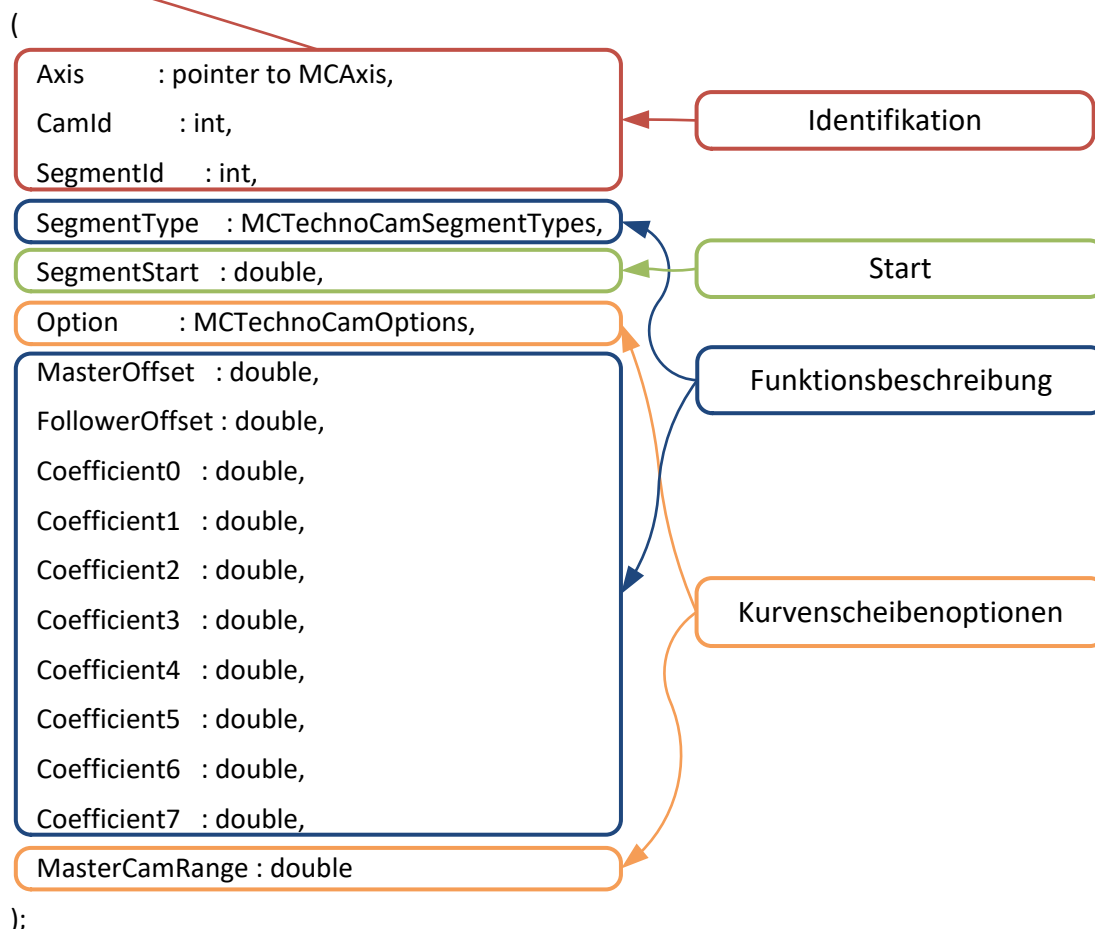 (
Axis : pointer to MCAxis,
CamId : int,
Identifikation
SegmentId : int,
SegmentType : MCTechnoCamSegmentTypes,
SegmentStart : double,
Start
Option : MCTechnoCamOptions,
MasterOffset : double,
Funktionsbeschreibung
FollowerOffset : double,
Coefficient0 : double,
Coefficient1 : double,
Coefficient2 : double,
Coefficient3 : double,
Kurvenscheibenoptionen
Coefficient4 : double,
Coefficient5 : double,
Coefficient6 : double,
Coefficient7 : double,
MasterCamRange : double
);